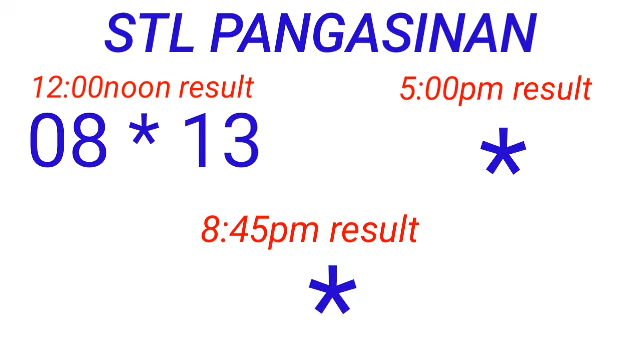 STL PANGASINAN
12:00noon result
08 * 13
5:00pm result
*
8:45pm result
*